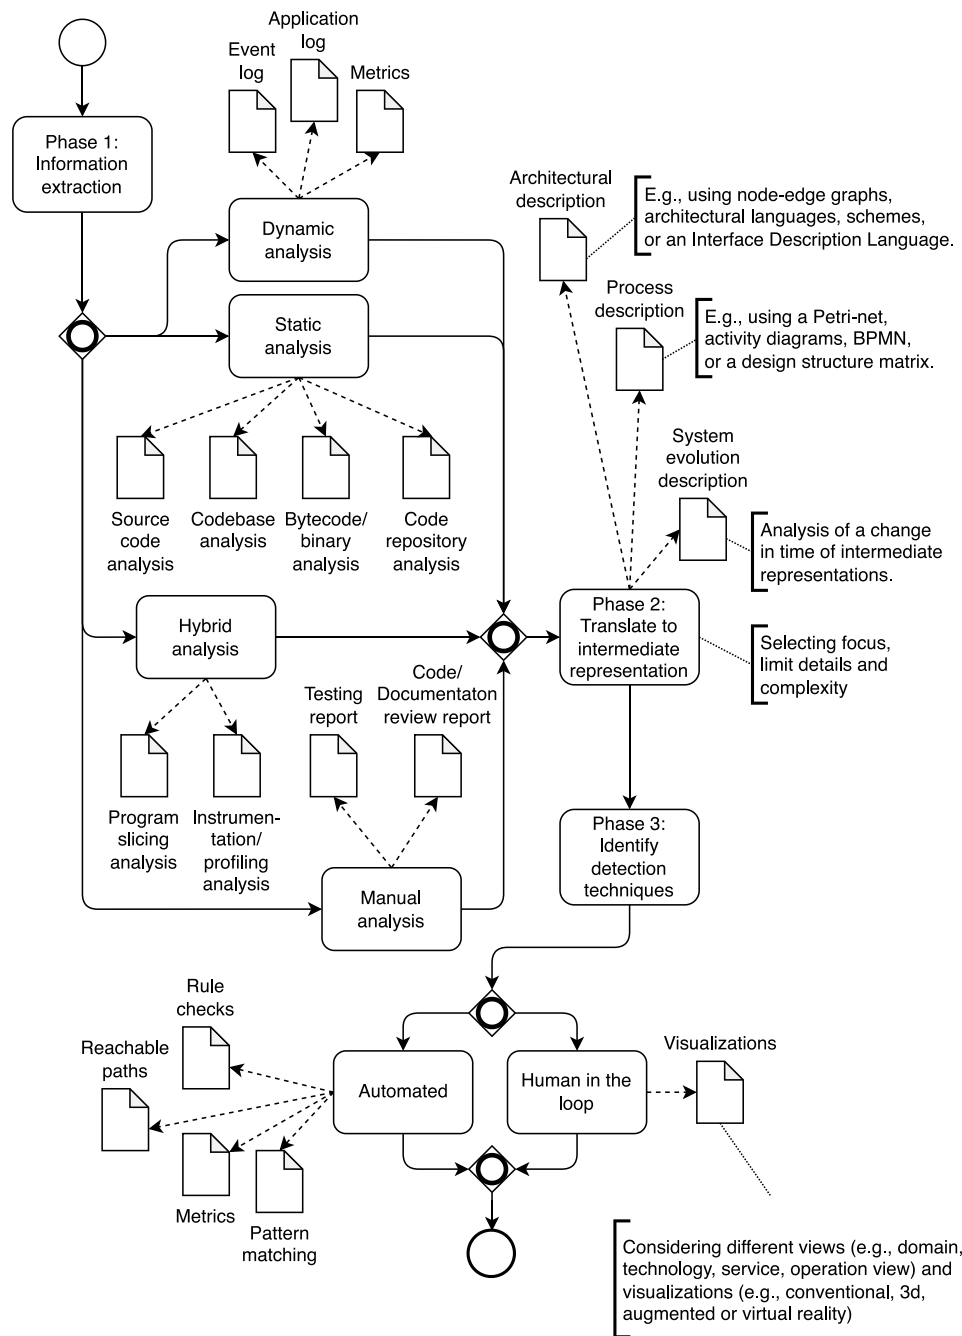 Application
log
Event
log
Metrics
Phase 1:
Information
extraction
Dynamic
analysis
Architectural
description
E.g., using node-edge graphs,
architectural languages, schemes,
or an Interface Description Language.
Static
analysis
Process
description
E.g., using a Petri-net,
activity diagrams, BPMN,
or a design structure matrix.
System
evolution
description
Source
code
analysis
Codebase
analysis
Bytecode/
binary
analysis
Code
repository
analysis
Analysis of a change
in time of intermediate
representations.
Hybrid
analysis
Phase 2:
Translate to
intermediate
representation
Selecting focus,
limit details and
complexity
Testing
report
Code/
Documentaton
review report
Program
slicing
analysis
Instrumen-
tation/
profiling
analysis
Phase 3:
Identify
detection
techniques
Manual
analysis
Rule
checks
Reachable
paths
Automated
Human in the
loop
Visualizations
Metrics
Pattern
matching
Considering different views (e.g., domain,
technology, service, operation view) and
visualizations (e.g., conventional, 3d,
augmented or virtual reality)